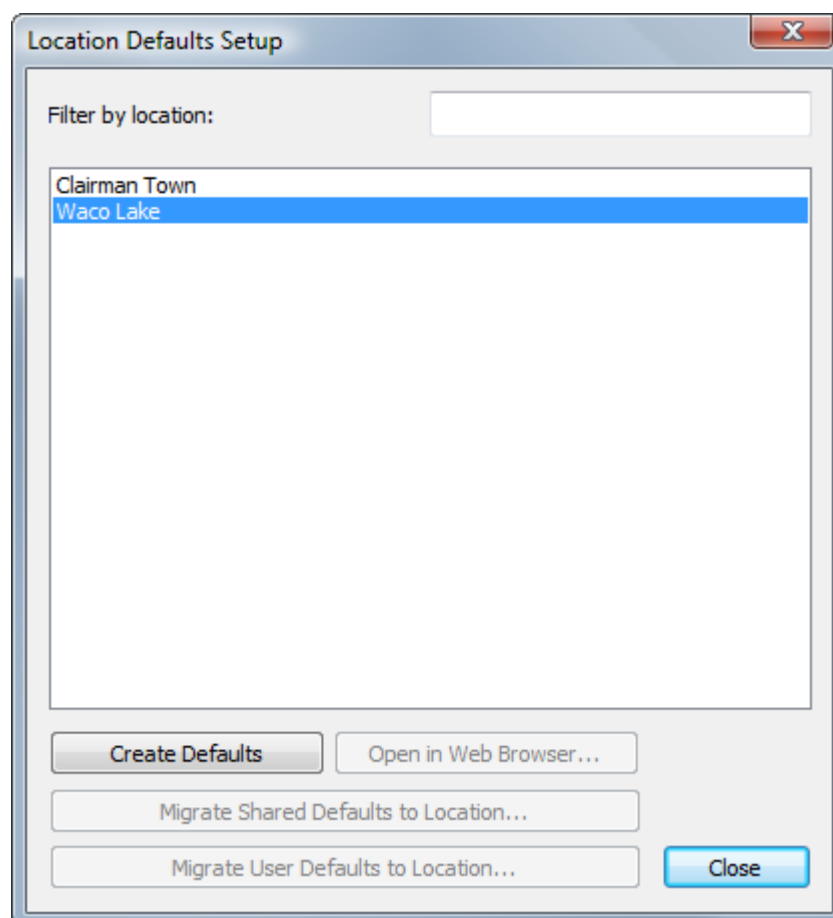 Location Defaults Setup
Filter by location:
Clairman Town
Waco Lake
Create Defaults
Open in Web Browser...
Migrate Shared Defaults to Location...
Migrate User Defaults to Location...
Close